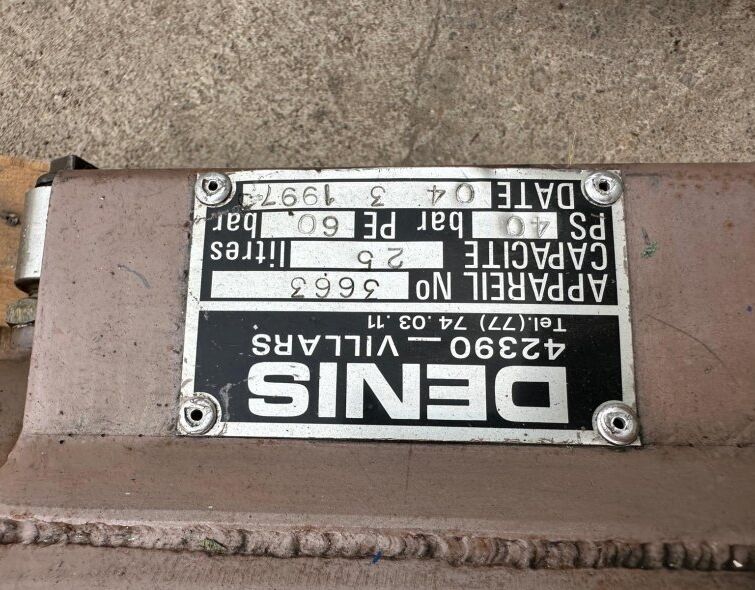 DENIS
42390 _ VILLARS
Tel.(77) 74.03.11
APPAREIL No 3663
CAPACITE 25 litres
PS 40 bar PE 60 bar
DATE 04 3 1997